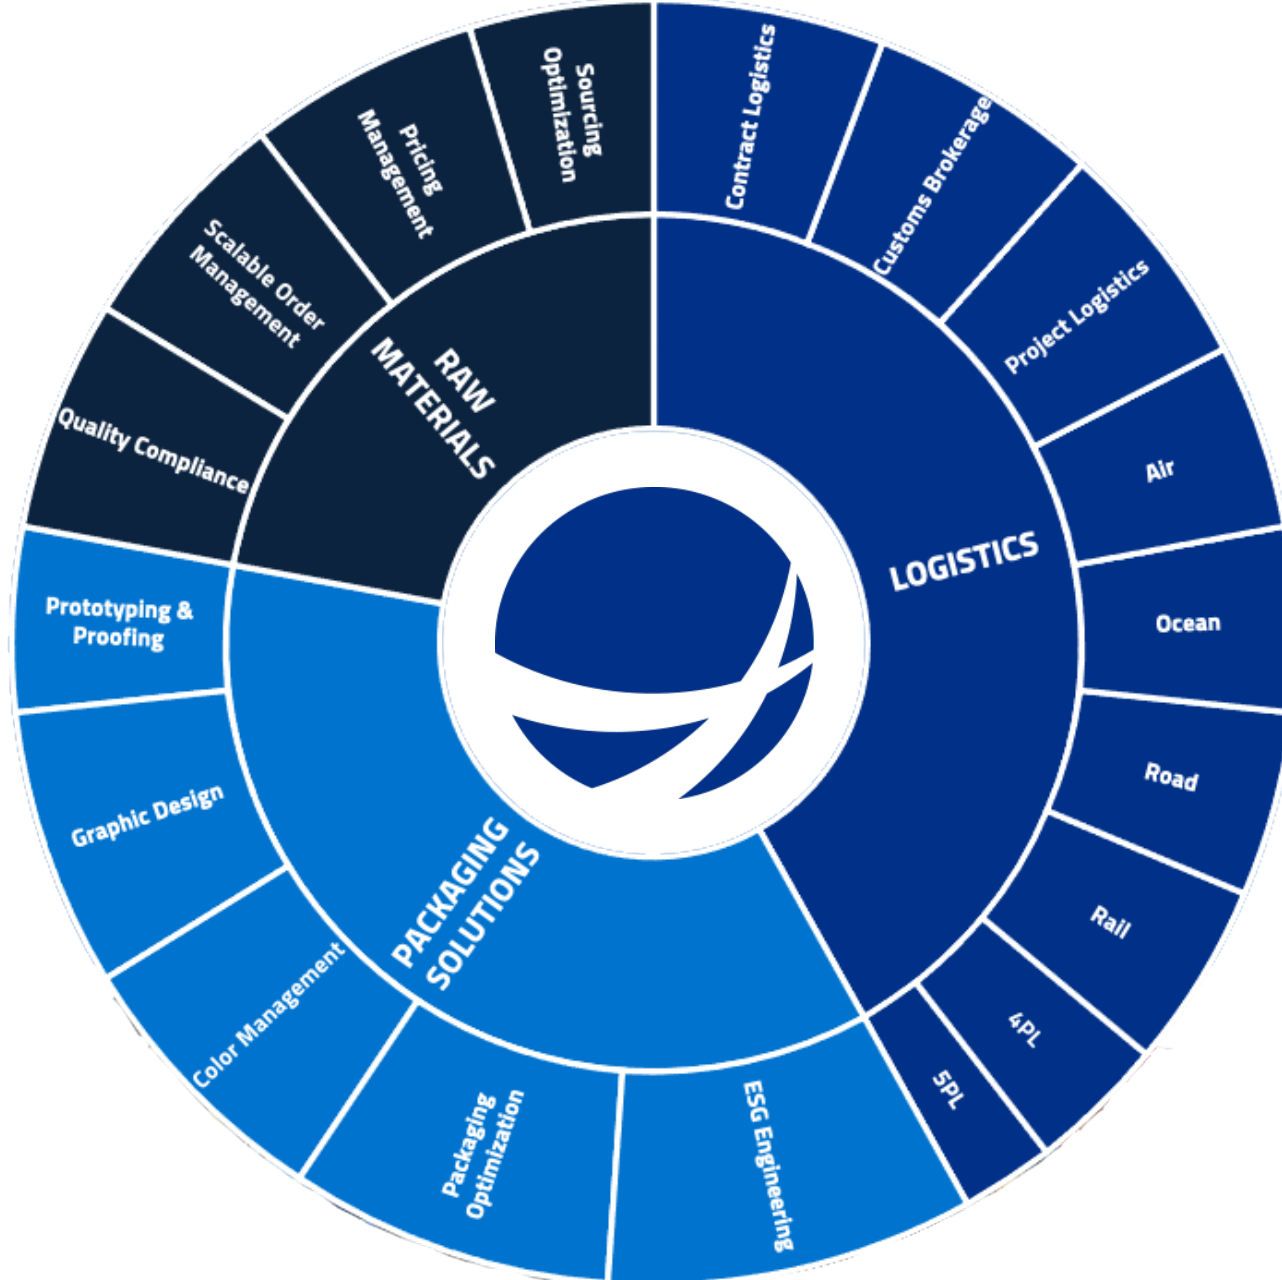 Contract Logistics
Customs Brokerage
Project Logistics
Air
Ocean
Road
Rail
4PL
5PL
LOGISTICS
ESG Engineering
Packaging
Optimization
Color Management
Graphic Design
Prototyping &
Proofing
PACKAGING
SOLUTIONS
Quality Compliance
Scalable Order
Management
Pricing
Management
Sourcing
Optimization
RAW
MATERIALS